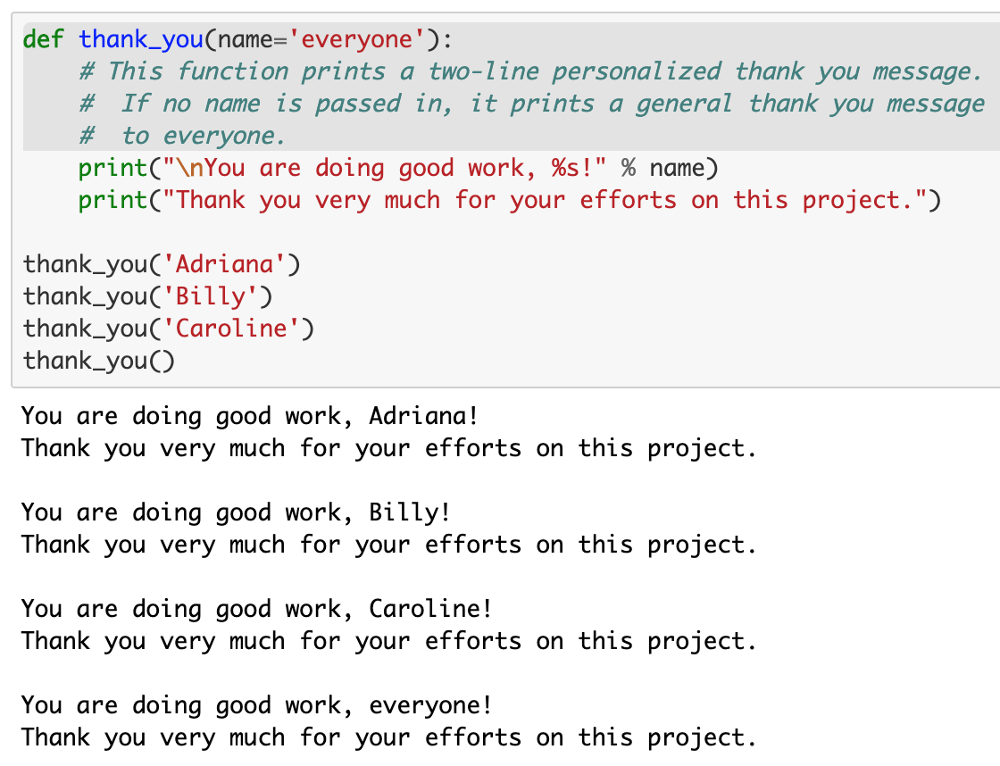 def thank_you(name='everyone'):
    # This function prints a two-line personalized thank you message.
    #  If no name is passed in, it prints a general thank you message
    #  to everyone.
    print("\nYou are doing good work, %s!" % name)
    print("Thank you very much for your efforts on this project.")

thank_you('Adriana')
thank_you('Billy')
thank_you('Caroline')
thank_you()
You are doing good work, Adriana!
Thank you very much for your efforts on this project.

You are doing good work, Billy!
Thank you very much for your efforts on this project.

You are doing good work, Caroline!
Thank you very much for your efforts on this project.

You are doing good work, everyone!
Thank you very much for your efforts on this project.